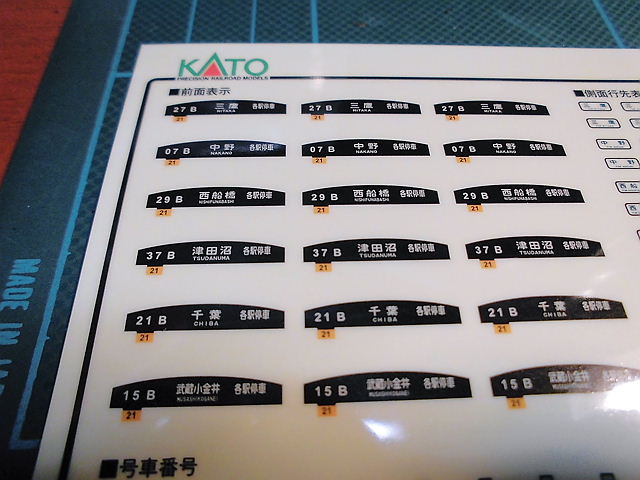 KATO
PRECISION RAILROAD MODELS
■前面表示
■側面行先表
27 B 三鷹 MITAKA 各駅停車 27 B 三鷹 MITAKA 各駅停車 27 B 三鷹 MITAKA 各駅停車
21 21 21
07 B 中野 NAKANO 各駅停車 07 B 中野 NAKANO 各駅停車 07 B 中野 NAKANO 各駅停車
21 21 21
29 B 西船橋 NISHIFUNABASHI 各駅停車 29 B 西船橋 NISHIFUNABASHI 各駅停車 29 B 西船橋 NISHIFUNABASHI 各駅停車
21 21 21
37 B 津田沼 TSUDANUMA 各駅停車 37 B 津田沼 TSUDANUMA 各駅停車 37 B 津田沼 TSUDANUMA 各駅停車
21 21 21
21 B 千葉 CHIBA 各駅停車 21 B 千葉 CHIBA 各駅停車 21 B 千葉 CHIBA 各駅停車
21 21 21
15 B 武蔵小金井 MUSASHIKOGANEI 各駅停車 15 B 武蔵小金井 MUSASHIKOGANEI 各駅停車 15 B 武蔵小金井 各駅停車
21 21 21
■号車番号
MADE IN